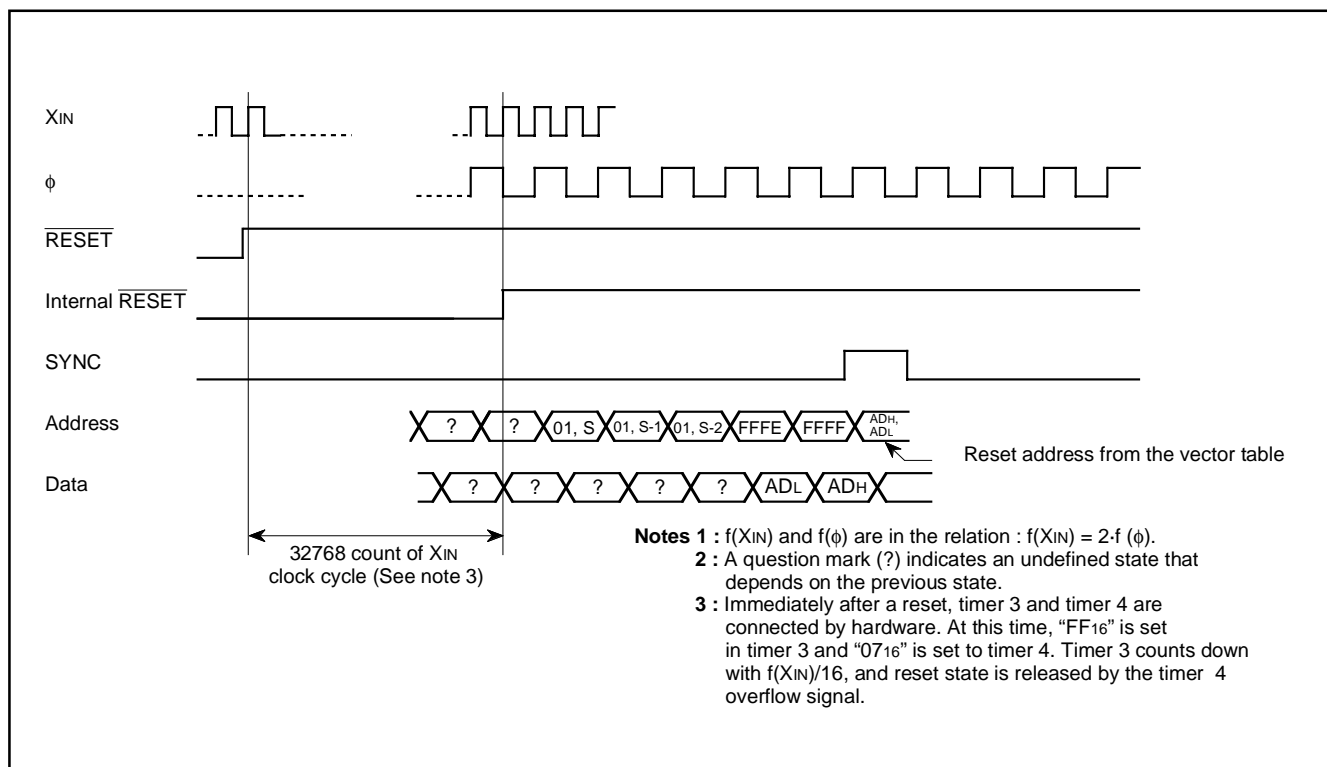 XIN
ϕ
RESET
Internal RESET
SYNC
Address
? ? 01, S 01, S-1 01, S-2 FFFE FFFF ADH,
ADL
Reset address from the vector table
Data
? ? ? ? ? ADL ADH
32768 count of XIN
clock cycle (See note 3)
Notes 1 : f(XIN) and f(ϕ) are in the relation : f(XIN) = 2·f (ϕ).
2 : A question mark (?) indicates an undefined state that
depends on the previous state.
3 : Immediately after a reset, timer 3 and timer 4 are
connected by hardware. At this time, “FF16” is set
in timer 3 and “0716” is set to timer 4. Timer 3 counts down
with f(XIN)/16, and reset state is released by the timer 4
overflow signal.